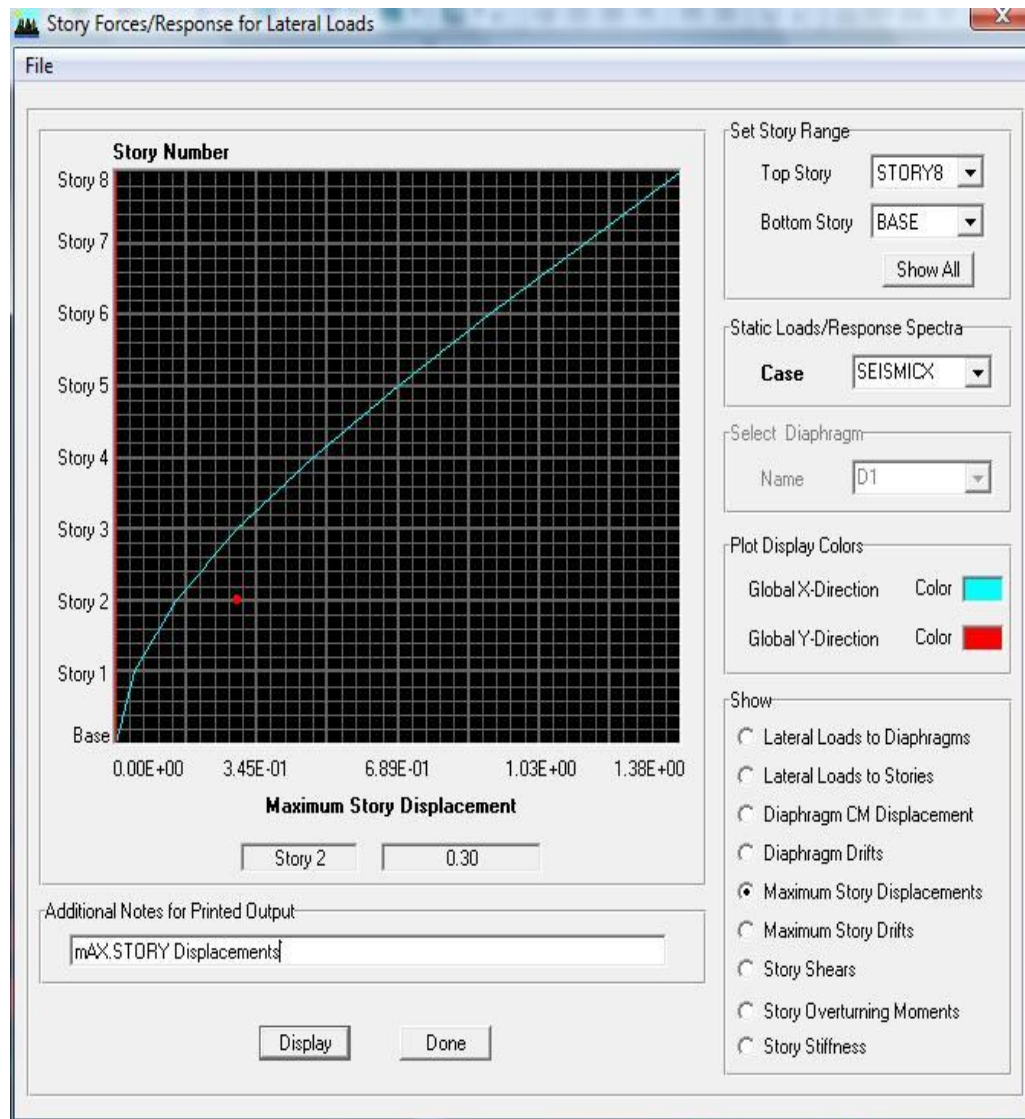 Story Forces/Response for Lateral Loads
X
File
Story Number
Story 8
Story 7
Story 6
Story 5
Story 4
Story 3
Story 2
Story 1
Base
0.00E+00 3.45E-01 6.89E-01 1.03E+00 1.38E+00
Maximum Story Displacement
Story 2 0.30
Additional Notes for Printed Output
mAX.STORY Displacements
Display Done
Set Story Range
Top Story STORY8
Bottom Story BASE
Show All
Static Loads/Response Spectra
Case SEISMICX
Select Diaphragm
Name D1
Plot Display Colors
Global X-Direction Color
Global Y-Direction Color
Show
Lateral Loads to Diaphragms
Lateral Loads to Stories
Diaphragm CM Displacement
Diaphragm Drifts
Maximum Story Displacements
Maximum Story Drifts
Story Shears
Story Overturning Moments
Story Stiffness